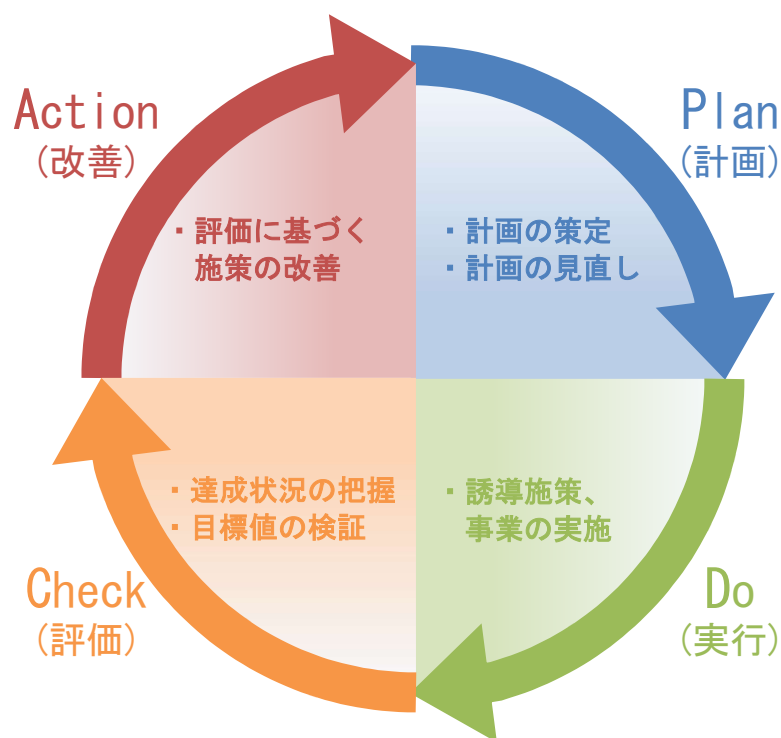 Action
(改善)
・評価に基づく
施策の改善
Plan
(計画)
・計画の策定
・計画の見直し
Check
(評価)
・達成状況の把握
・目標値の検証
Do
(実行)
・誘導施策、
事業の実施